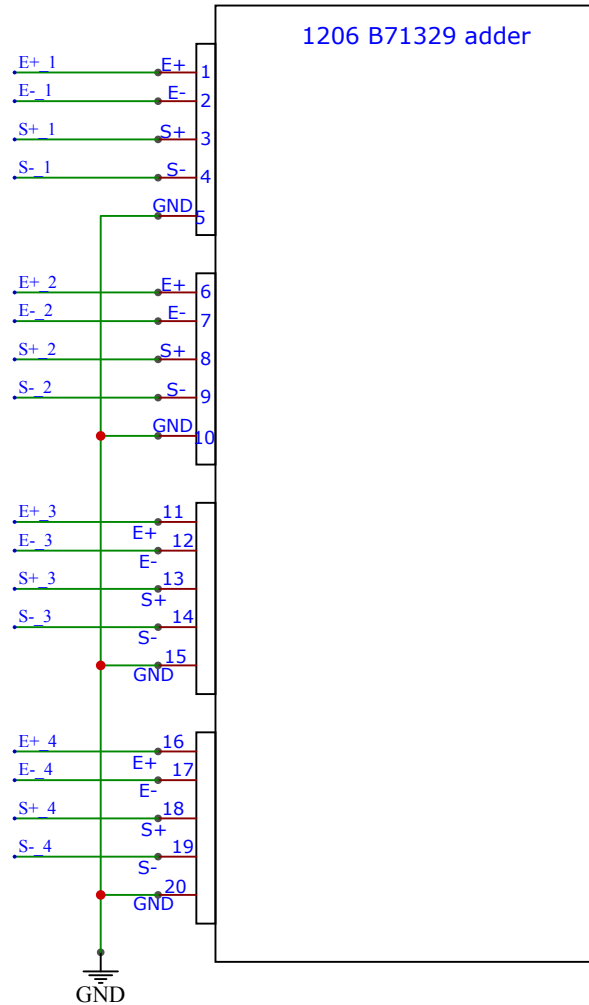 1206 B71329 adder
E+_1 E+ 1
E-_1 E- 2
S+_1 S+ 3
S-_1 S- 4
GND 5
E+_2 E+ 6
E-_2 E- 7
S+_2 S+ 8
S-_2 S- 9
GND 10
E+_3 11
E+
E-_3 12
E-
S+_3 13
S+
S-_3 14
S-
15
GND
E+_4 16
E+
E-_4 17
E-
S+_4 18
S+
S-_4 19
S-
20
GND
GND